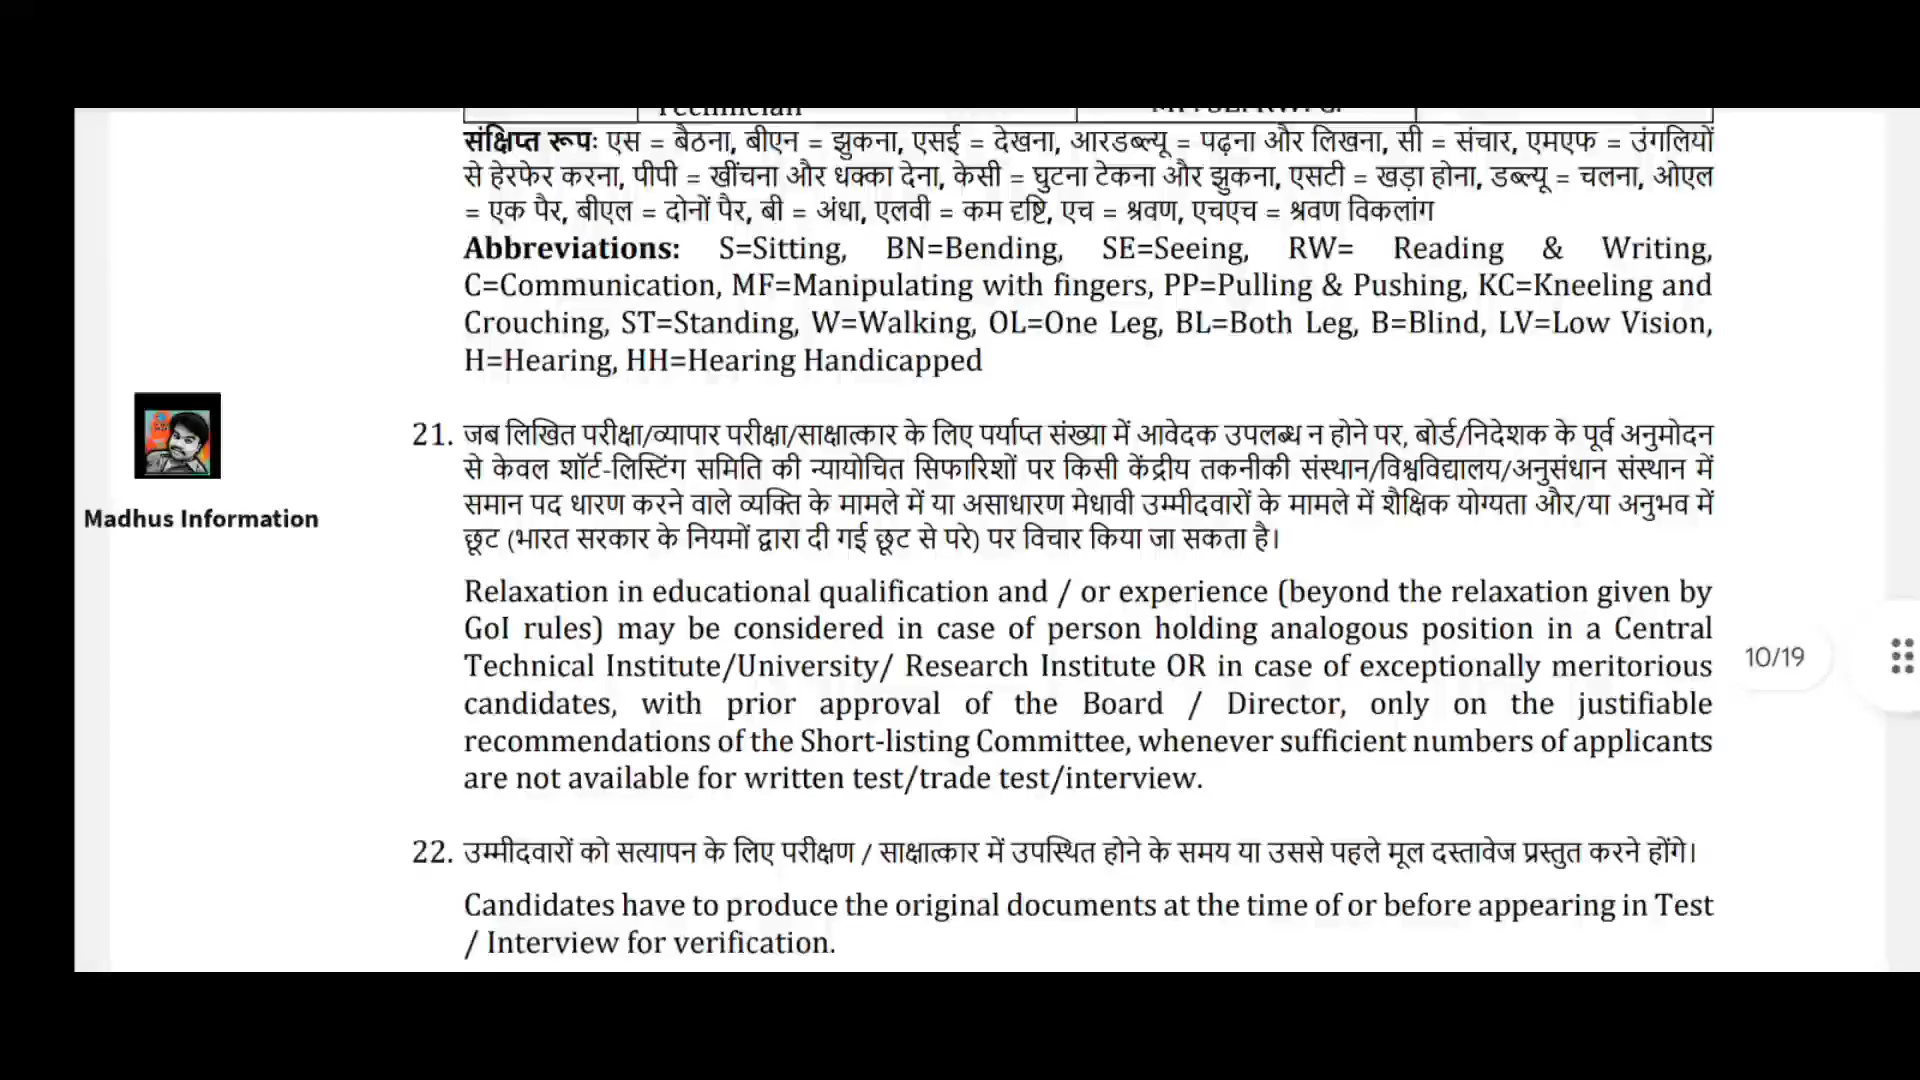 Technician
संक्षिप्त रूपः एस = बैठना, बीएन = झुकना, एसई = देखना, आरडब्ल्यू = पढ़ना और लिखना, सी = संचार, एमएफ = उंगलियों
से हेरफेर करना, पीपी = खींचना और धक्का देना, केसी = घुटना टेकना और झुकना, एसटी = खड़ा होना, डब्ल्यू = चलना, ओएल
= एक पैर, बीएल = दोनों पैर, बी = अंधा, एलवी = कम दृष्टि, एच = श्रवण, एचएच = श्रवण विकलांग
Abbreviations: S=Sitting, BN=Bending, SE=Seeing, RW= Reading & Writing,
C=Communication, MF=Manipulating with fingers, PP=Pulling & Pushing, KC=Kneeling and
Crouching, ST=Standing, W=Walking, OL=One Leg, BL=Both Leg, B=Blind, LV=Low Vision,
H=Hearing, HH=Hearing Handicapped
21. जब लिखित परीक्षा/व्यापार परीक्षा/साक्षात्कार के लिए पर्याप्त संख्या में आवेदक उपलब्ध न होने पर, बोर्ड/निदेशक के पूर्व अनुमोदन
से केवल शॉर्ट-लिस्टिंग समिति की न्यायोचित सिफारिशों पर किसी केंद्रीय तकनीकी संस्थान/विश्वविद्यालय/अनुसंधान संस्थान में
समान पद धारण करने वाले व्यक्ति के मामले में या असाधारण मेधावी उम्मीदवारों के मामले में शैक्षिक योग्यता और/या अनुभव में
छूट (भारत सरकार के नियमों द्वारा दी गई छूट से परे) पर विचार किया जा सकता है।
Madhus Information
Relaxation in educational qualification and / or experience (beyond the relaxation given by
GoI rules) may be considered in case of person holding analogous position in a Central
Technical Institute/University/ Research Institute OR in case of exceptionally meritorious
candidates, with prior approval of the Board / Director, only on the justifiable
recommendations of the Short-listing Committee, whenever sufficient numbers of applicants
are not available for written test/trade test/interview.
10/19
22. उम्मीदवारों को सत्यापन के लिए परीक्षण / साक्षात्कार में उपस्थित होने के समय या उससे पहले मूल दस्तावेज प्रस्तुत करने होंगे।
Candidates have to produce the original documents at the time of or before appearing in Test
/ Interview for verification.